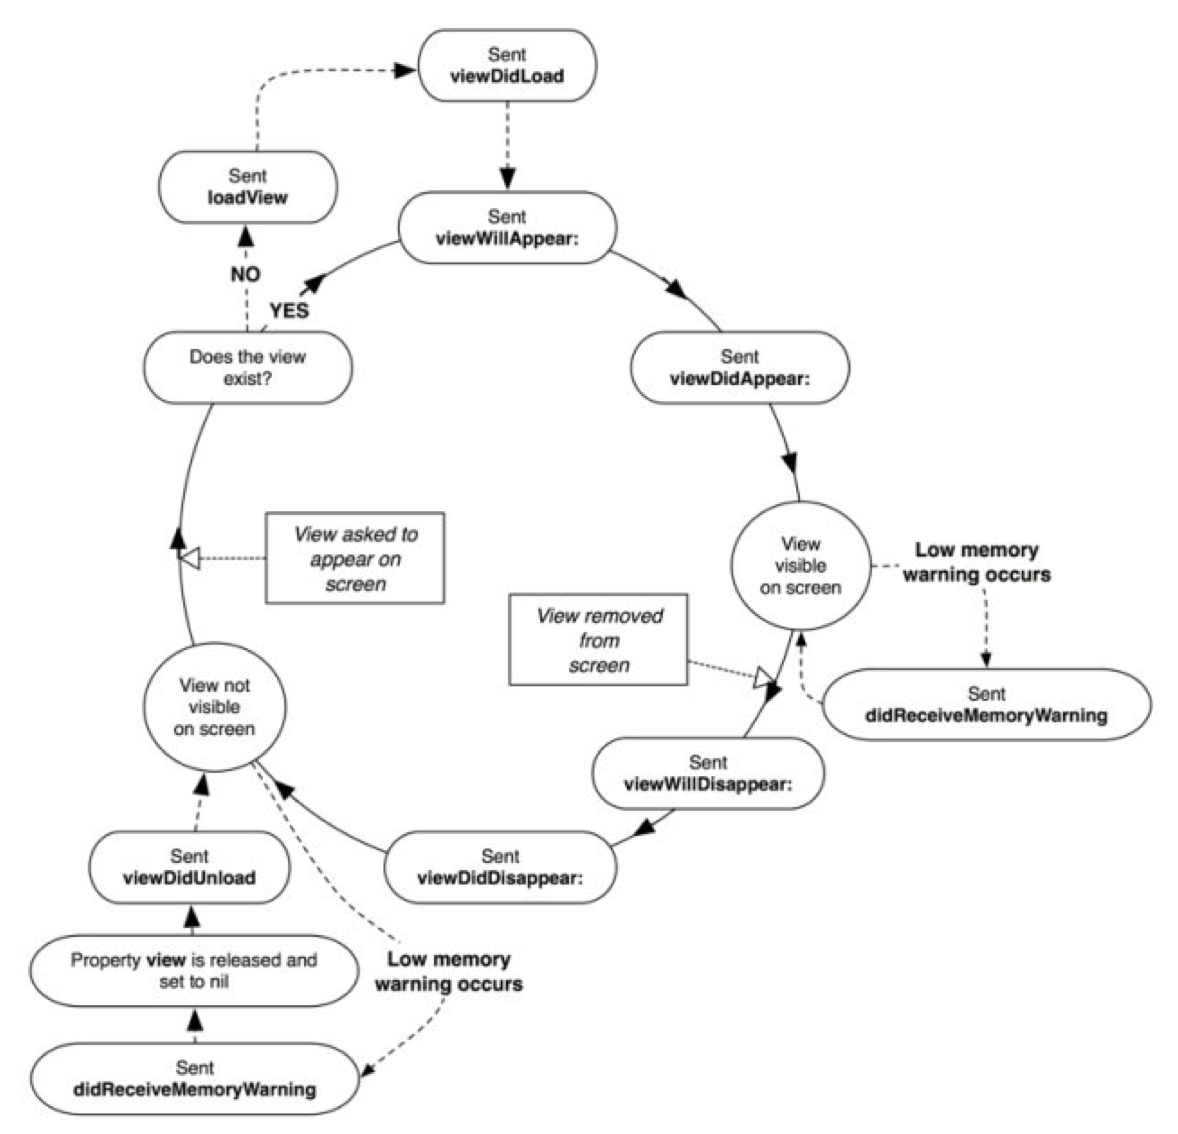 Sent
viewDidLoad
Sent
loadView
Sent
viewWillAppear:
NO
YES
Does the view
exist?
Sent
viewDidAppear:
View asked to
appear on
screen
View
visible
on screen
Low memory
warning occurs
View removed
from
screen
View not
visible
on screen
Sent
didReceiveMemoryWarning
Sent
viewWillDisappear:
Sent
viewDidUnload
Sent
viewDidDisappear:
Property view is released and
set to nil
Low memory
warning occurs
Sent
didReceiveMemoryWarning